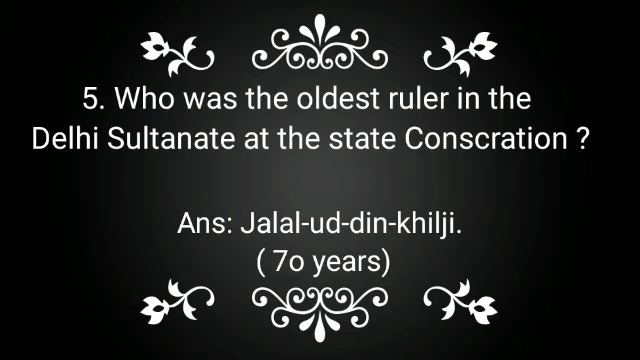 5. Who was the oldest ruler in the
Delhi Sultanate at the state Conscration ?
Ans: Jalal-ud-din-khilji.
( 7o years)